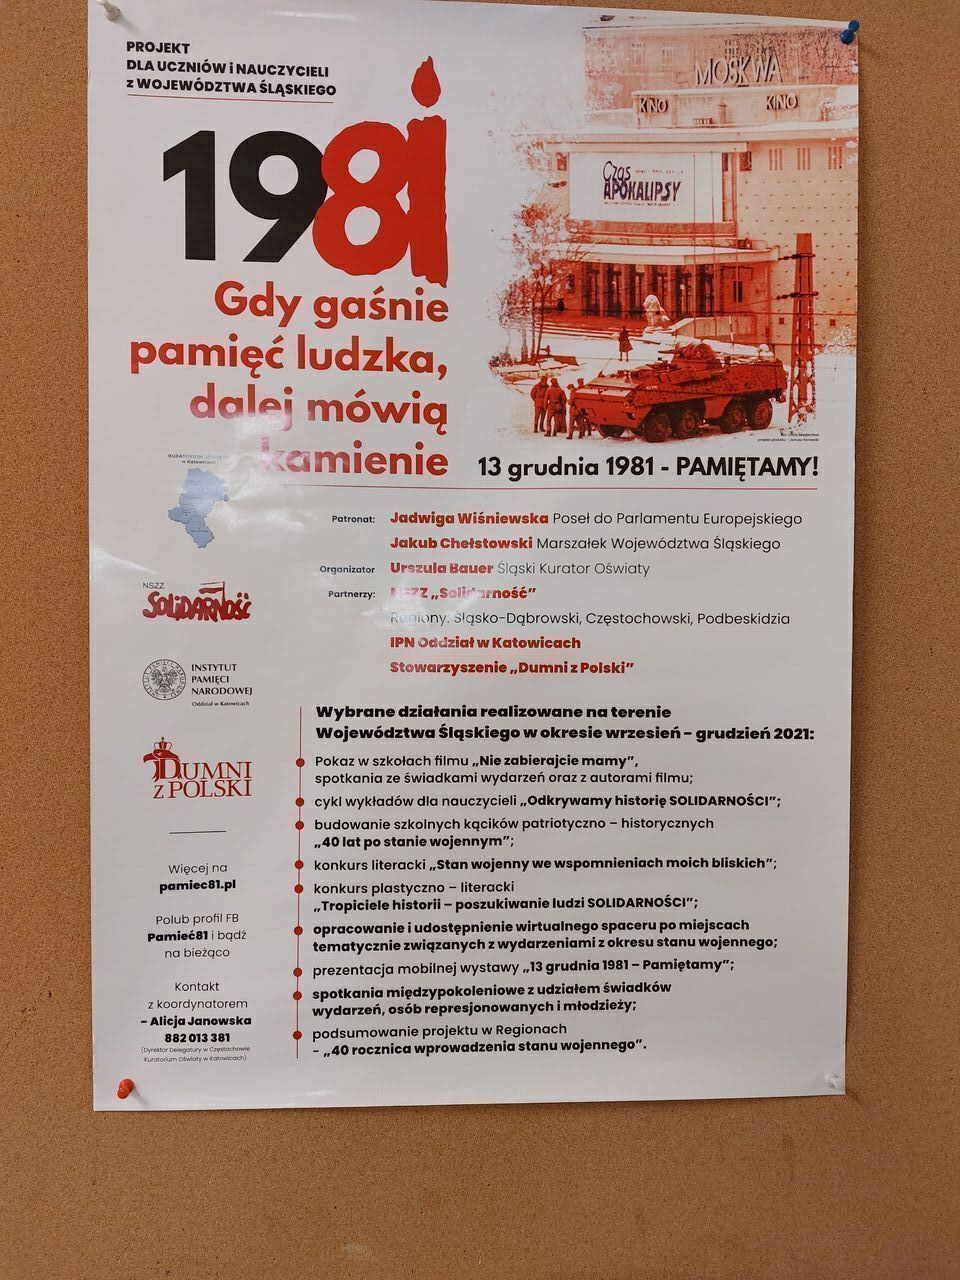 PROJEKT
DLA UCZNIÓW i NAUCZYCIELI
z WOJEWÓDZTWA ŚLĄSKIEGO
1981
Gdy gaśnie
pamięć ludzka,
dalej mówią
kamienie
MOSKWA
KINO KINO
Czas
APOKALIPSY
13 grudnia 1981 - PAMIĘTAMY!
KURATORIUM OŚWIATY
w Katowicach
Patronat: Jadwiga Wiśniewska Poseł do Parlamentu Europejskiego
Jakub Chełstowski Marszałek Województwa Śląskiego
Organizator Urszula Bauer Śląski Kurator Oświaty
Partnerzy: NSZZ „Solidarność”
Regiony: Śląsko-Dąbrowski, Częstochowski, Podbeskidzia
IPN Oddział w Katowicach
Stowarzyszenie „Dumni z Polski”
NSZZ
SOLIDARNOŚĆ
INSTYTUT
PAMIĘCI
NARODOWEJ
Oddział w Katowicach
DUMNI
Z POLSKI
Więcej na
pamiec81.pl
Polub profil FB
Pamieć81 i bądź
na bieżąco
Kontakt
z koordynatorem
– Alicja Janowska
882 013 381
(Dyrektor Delegatury w Częstochowie
Kuratorium Oświaty w Katowicach)
Wybrane działania realizowane na terenie
Województwa Śląskiego w okresie wrzesień – grudzień 2021:
Pokaz w szkołach filmu „Nie zabierajcie mamy”,
spotkania ze świadkami wydarzeń oraz z autorami filmu;
cykl wykładów dla nauczycieli „Odkrywamy historię SOLIDARNOŚCI”;
budowanie szkolnych kącików patriotyczno – historycznych
„40 lat po stanie wojennym”;
konkurs literacki „Stan wojenny we wspomnieniach moich bliskich”;
konkurs plastyczno – literacki
„Tropiciele historii – poszukiwanie ludzi SOLIDARNOŚCI”;
opracowanie i udostępnienie wirtualnego spaceru po miejscach
tematycznie związanych z wydarzeniami z okresu stanu wojennego;
prezentacja mobilnej wystawy „13 grudnia 1981 – Pamiętamy”;
spotkania międzypokoleniowe z udziałem świadków
wydarzeń, osób represjonowanych i młodzieży;
podsumowanie projektu w Regionach
- „40 rocznica wprowadzenia stanu wojennego”.